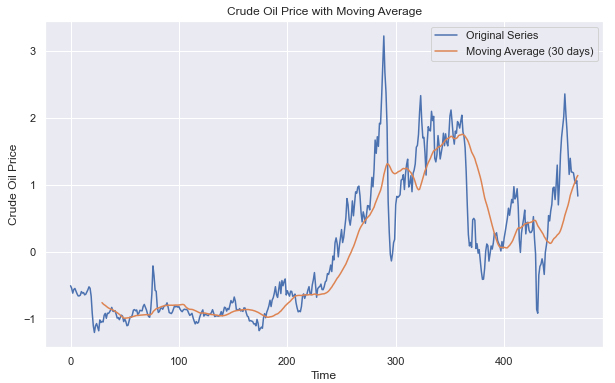 Crude Oil Price with Moving Average
Original Series
Moving Average (30 days)
3
2
1
0
−1
Crude Oil Price
0
100
200
300
400
Time